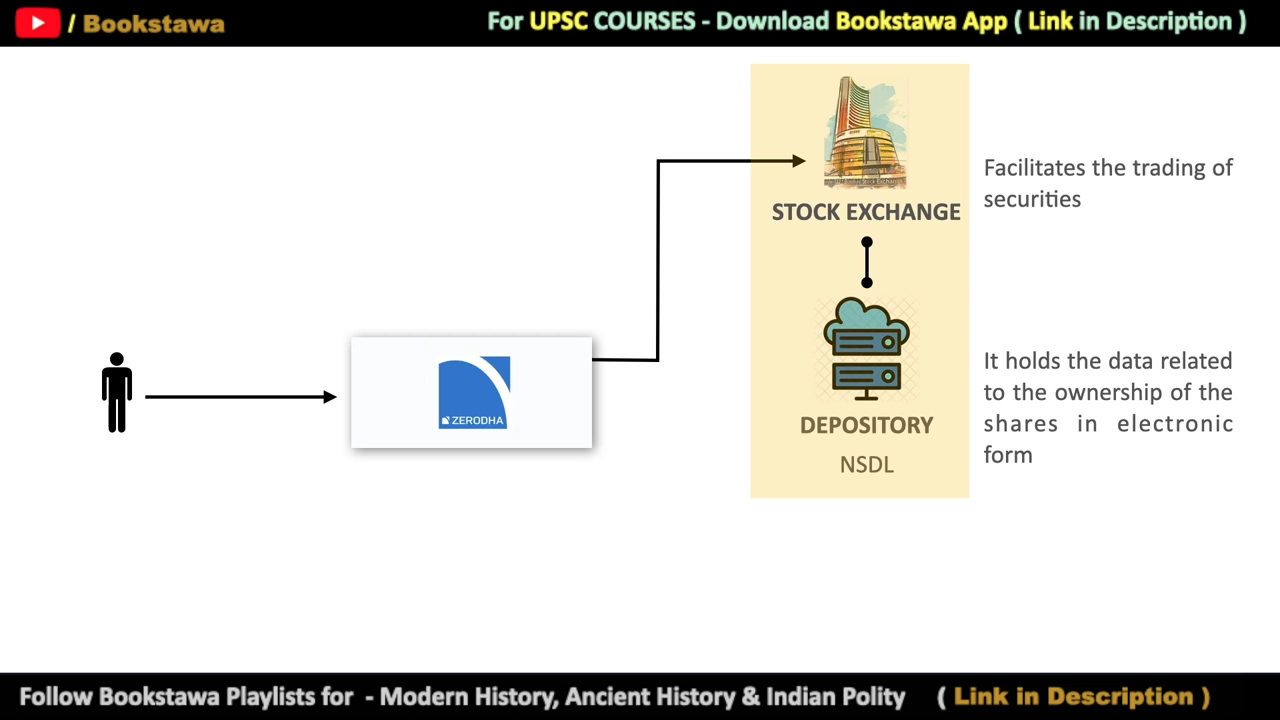 / Bookstawa
For UPSC COURSES - Download Bookstawa App ( Link in Description )
STOCK EXCHANGE
Facilitates the trading of
securities
ZERODHA
DEPOSITORY
NSDL
It holds the data related
to the ownership of the
shares in electronic
form
Follow Bookstawa Playlists for - Modern History, Ancient History & Indian Polity ( Link in Description )